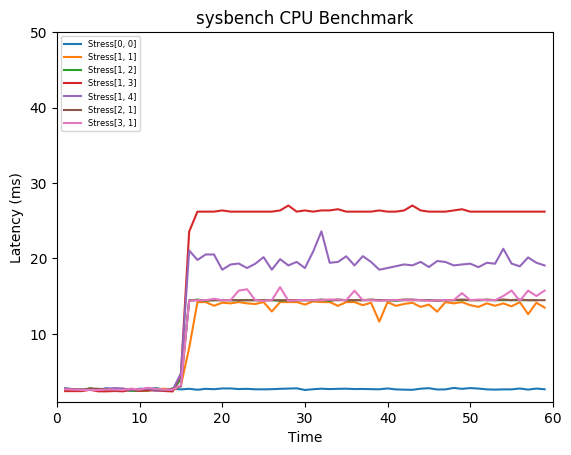 sysbench CPU Benchmark
Latency (ms)
50
40
30
20
10
Stress[0, 0]
Stress[1, 1]
Stress[1, 2]
Stress[1, 3]
Stress[1, 4]
Stress[2, 1]
Stress[3, 1]
0 10 20 30 40 50 60
Time